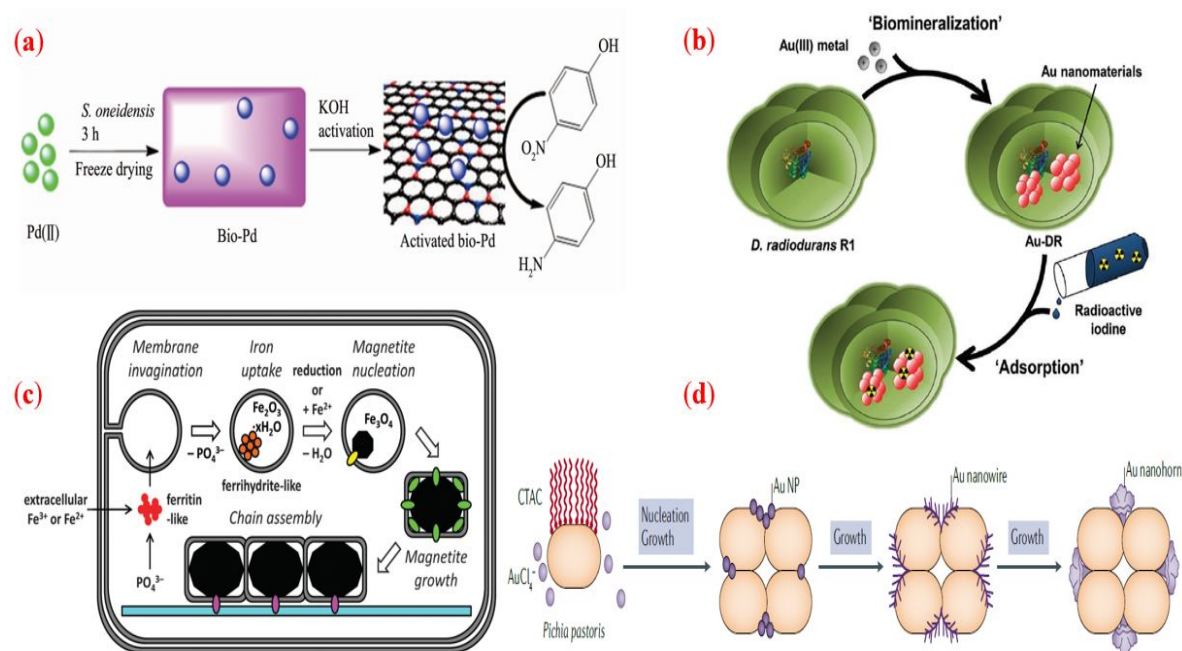 (a)
Pd(II)
S. oneidensis
3 h
Freeze drying
Bio-Pd
KOH
activation
Activated bio-Pd
OH
O₂N
OH
H₂N
(b)
'Biomineralization'
Au(III) metal
Au nanomaterials
D. radiodurans R1
Au-DR
Radioactive
iodine
'Adsorption'
(c)
Membrane
invagination
Iron
uptake
Magnetite
nucleation
reduction
or
+ Fe²⁺
Fe₂O₃
·xH₂O
Fe₃O₄
– PO₄³⁻
– H₂O
ferrihydrite-like
extracellular
Fe³⁺ or Fe²⁺
ferritin
-like
Chain assembly
Magnetite
growth
PO₄³⁻
(d)
CTAC
AuCl₄⁻
Pichia pastoris
Nucleation
Growth
Au NP
Growth
Au nanowire
Growth
Au nanohorn